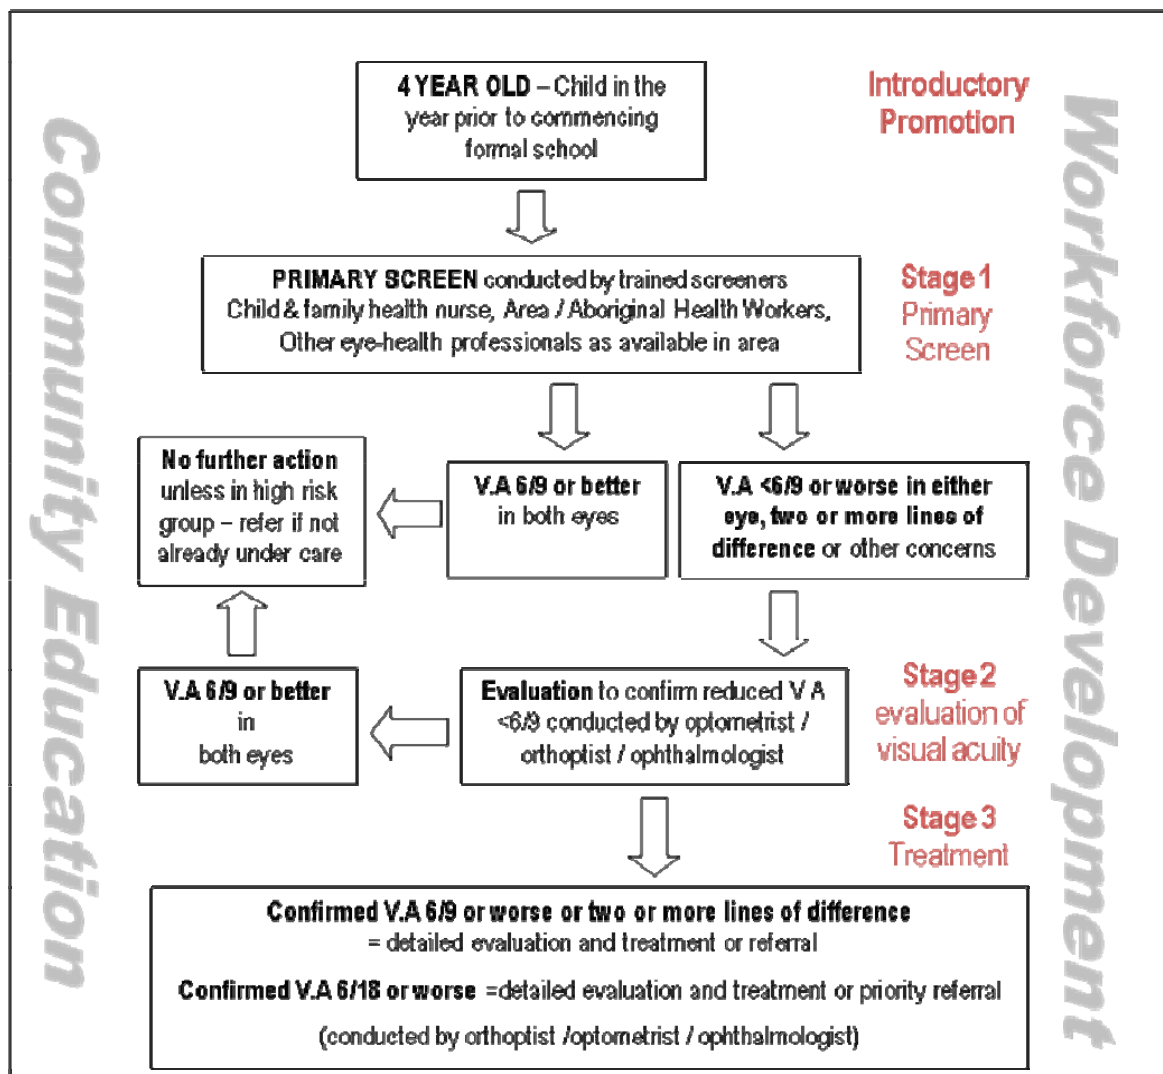 4 YEAR OLD – Child in the
year prior to commencing
formal school
Introductory
Promotion
Community Education
Workforce Development
PRIMARY SCREEN conducted by trained screeners
Child & family health nurse, Area / Aboriginal Health Workers,
Other eye-health professionals as available in area
Stage 1
Primary
Screen
No further action
unless in high risk
group – refer if not
already under care
V.A 6/9 or better
in both eyes
V.A <6/9 or worse in either
eye, two or more lines of
difference or other concerns
V.A 6/9 or better
in
both eyes
Evaluation to confirm reduced V A
<6/9 conducted by optometrist /
orthoptist / ophthalmologist
Stage 2
evaluation of
visual acuity
Stage 3
Treatment
Confirmed V.A 6/9 or worse or two or more lines of difference
= detailed evaluation and treatment or referral
Confirmed V.A 6/18 or worse =detailed evaluation and treatment or priority referral
(conducted by orthoptist /optometrist / ophthalmologist)